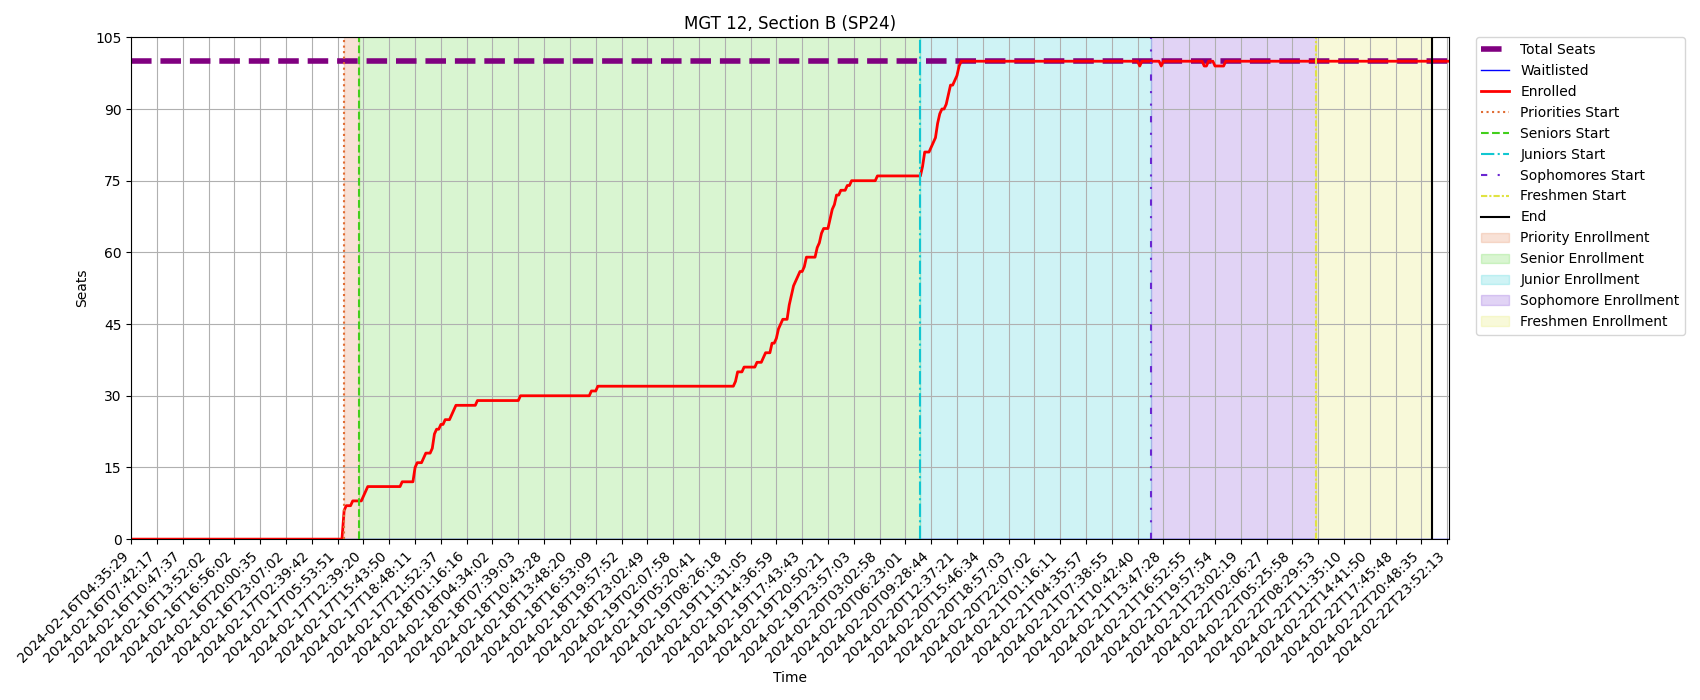 MGT 12, Section B (SP24)
105
90
75
60
45
30
15
0
Seats
2024-02-16T04:35:29
2024-02-16T07:42:17
2024-02-16T10:47:37
2024-02-16T13:52:02
2024-02-16T16:56:02
2024-02-16T20:00:35
2024-02-16T23:07:02
2024-02-17T02:39:42
2024-02-17T05:53:51
2024-02-17T12:39:20
2024-02-17T15:43:50
2024-02-17T18:48:11
2024-02-17T21:52:37
2024-02-18T01:16:16
2024-02-18T04:34:02
2024-02-18T07:39:03
2024-02-18T10:43:28
2024-02-18T13:48:20
2024-02-18T16:53:09
2024-02-18T19:57:52
2024-02-18T23:02:49
2024-02-19T02:07:58
2024-02-19T05:20:41
2024-02-19T08:26:18
2024-02-19T11:31:05
2024-02-19T14:36:59
2024-02-19T17:43:43
2024-02-19T20:50:21
2024-02-19T23:57:03
2024-02-20T03:02:58
2024-02-20T06:23:01
2024-02-20T09:28:44
2024-02-20T12:37:21
2024-02-20T15:46:34
2024-02-20T18:57:03
2024-02-20T22:07:02
2024-02-21T01:16:11
2024-02-21T04:35:57
2024-02-21T07:38:55
2024-02-21T10:42:40
2024-02-21T13:47:28
2024-02-21T16:52:55
2024-02-21T19:57:54
2024-02-21T23:02:19
2024-02-22T02:06:27
2024-02-22T05:25:58
2024-02-22T08:29:53
2024-02-22T11:35:10
2024-02-22T14:41:50
2024-02-22T17:45:48
2024-02-22T20:48:35
2024-02-22T23:52:13
Time
Total Seats
Waitlisted
Enrolled
Priorities Start
Seniors Start
Juniors Start
Sophomores Start
Freshmen Start
End
Priority Enrollment
Senior Enrollment
Junior Enrollment
Sophomore Enrollment
Freshmen Enrollment